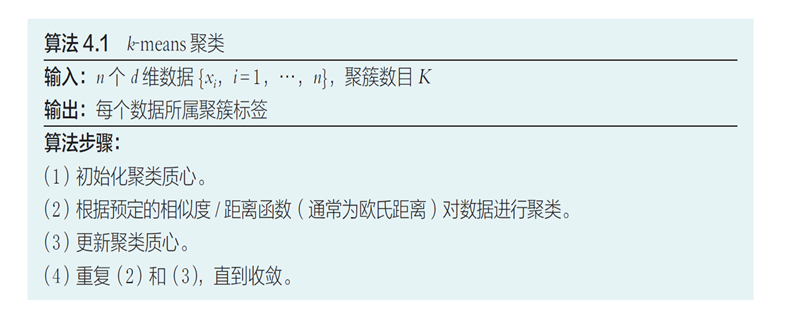 算法 4.1 k-means 聚类
输入：n 个 d 维数据 {xi，i=1，…，n}，聚簇数目 K
输出：每个数据所属聚簇标签
算法步骤：
（1）初始化聚类质心。
（2）根据预定的相似度 / 距离函数（通常为欧氏距离）对数据进行聚类。
（3）更新聚类质心。
（4）重复（2）和（3），直到收敛。